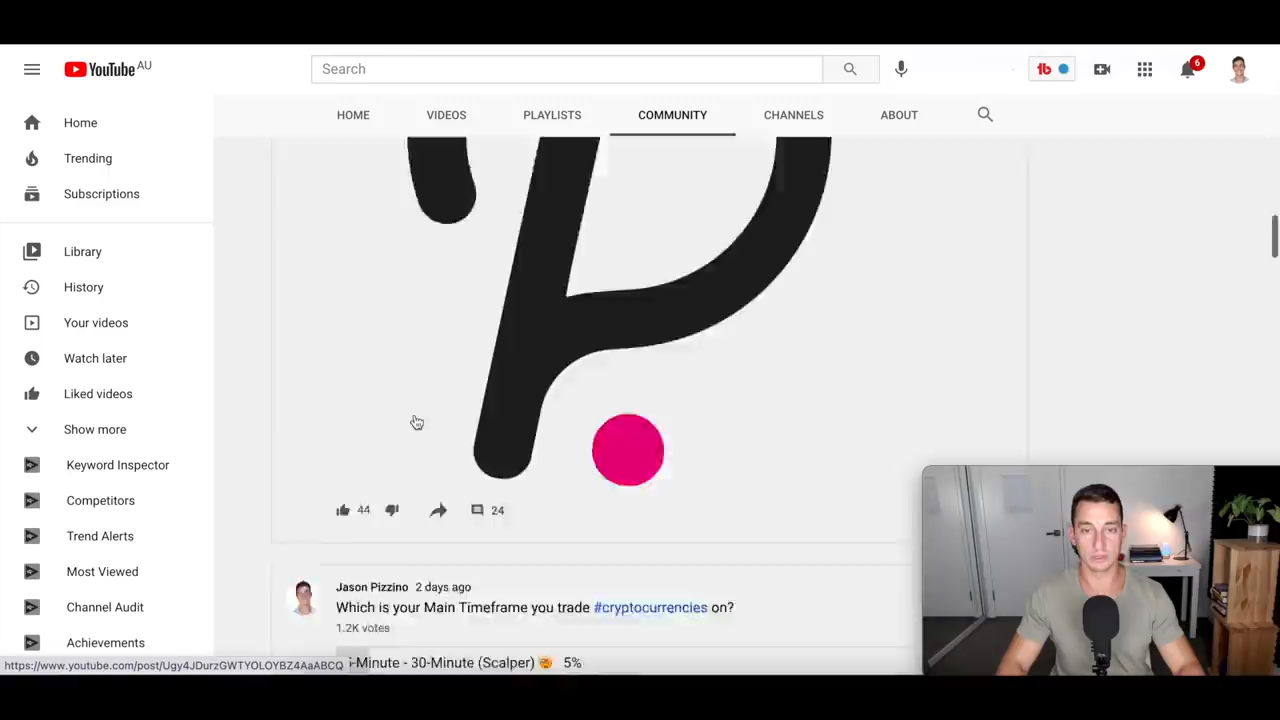 YouTube AU
Search
tb
6
HOME
VIDEOS
PLAYLISTS
COMMUNITY
CHANNELS
ABOUT
Home
Trending
Subscriptions
Library
History
Your videos
Watch later
Liked videos
Show more
Keyword Inspector
Competitors
Trend Alerts
Most Viewed
Channel Audit
Achievements
44
24
Jason Pizzino 2 days ago
Which is your Main Timeframe you trade #cryptocurrencies on?
1.2K votes
-Minute - 30-Minute (Scalper) 🤯 5%
https://www.youtube.com/post/Ugy4JDurzGWTYOLOYBZ4AaABCQ